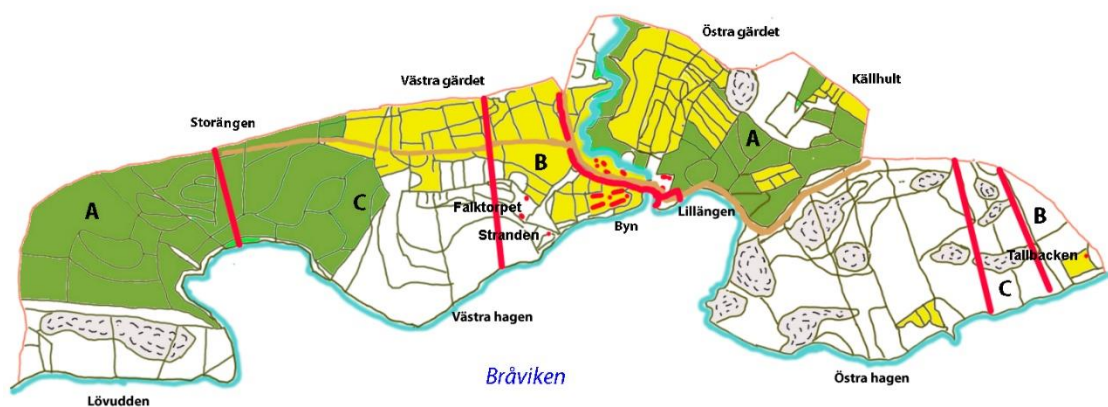 Östra gärdet
Västra gärdet
Källhult
Storängen
A
B
C
A
Falktorpet
Lillängen
B
Stranden
Byn
Tallbacken
C
Västra hagen
Bråviken
Östra hagen
Lövudden